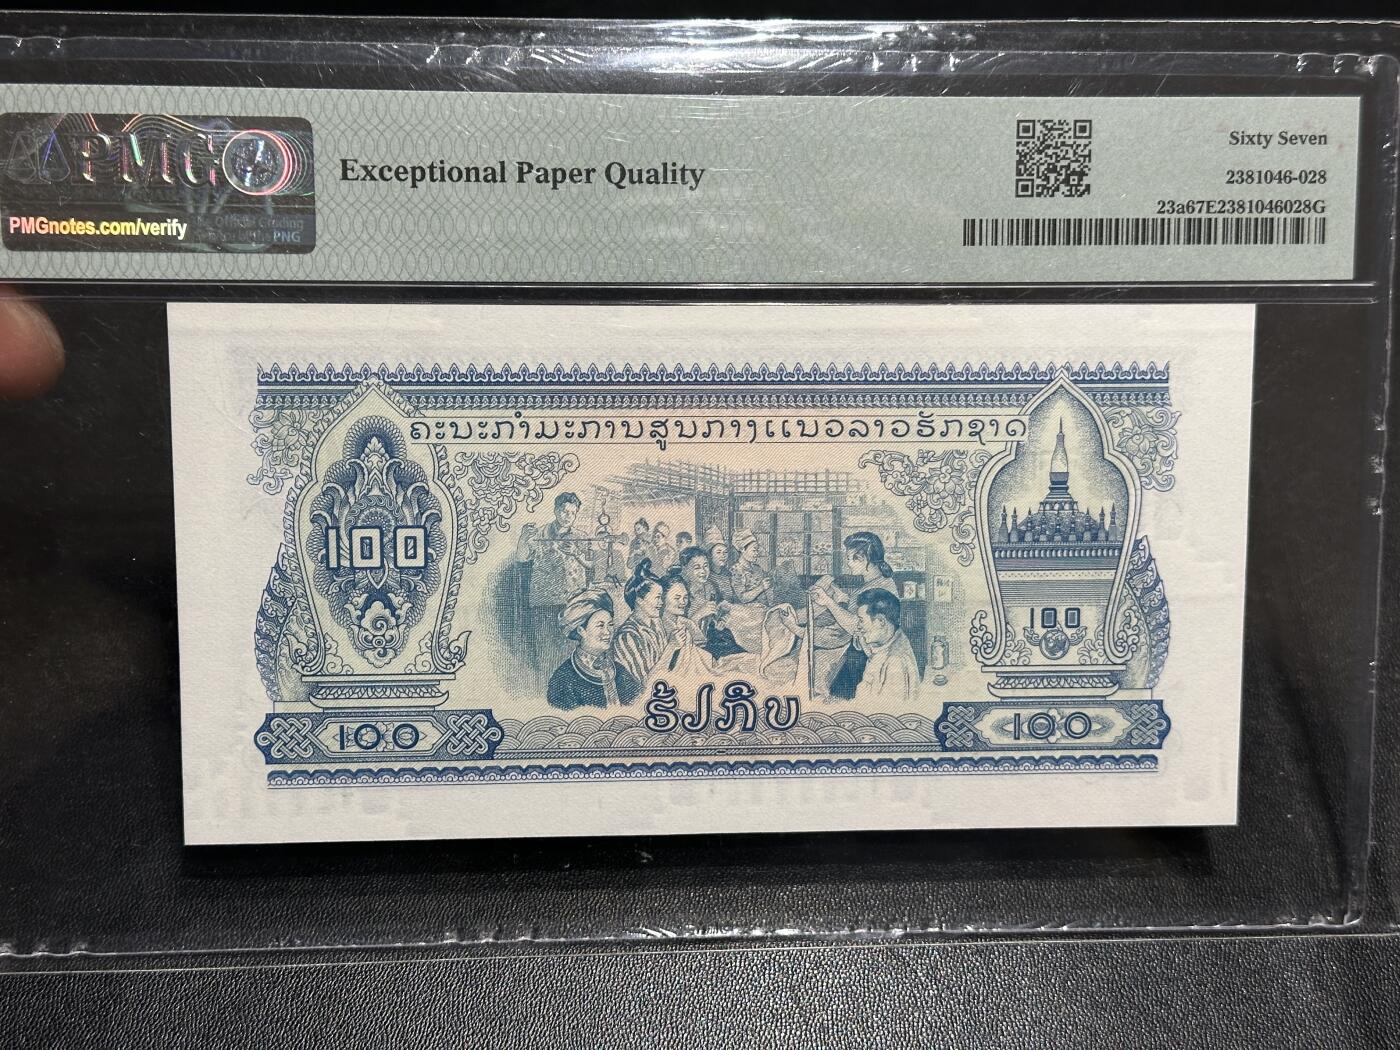 PMG
PMGnotes.com/verify
PNG
Exceptional Paper Quality
Sixty Seven
2381046-028
23a67E2381046028G
ຄະນະກຳມະການສູນກາງແນວລາວຮັກຊາດ
100
100
ຮ້ຽກີບ
100
100